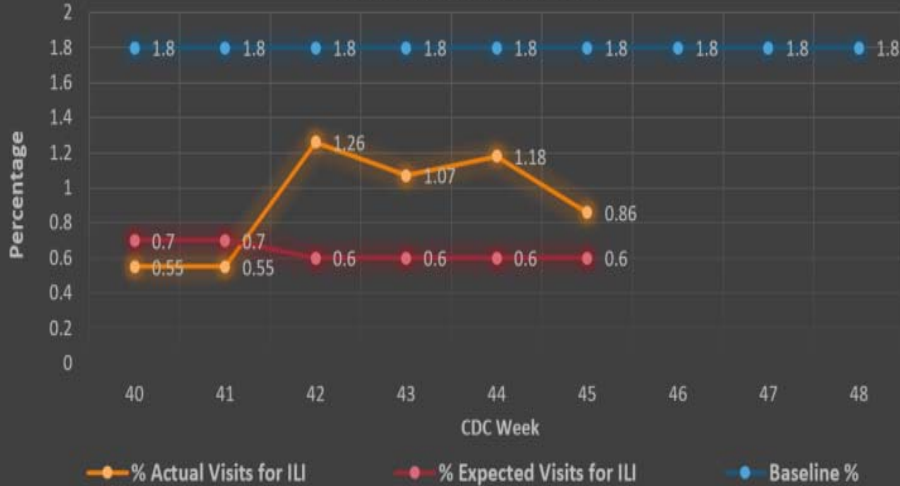 2
1.8 1.8 1.8 1.8 1.8 1.8 1.8 1.8 1.8 1.8
1.6
1.4
1.2 1.26 1.18
1 1.07
0.8 0.86
0.7 0.7
0.6 0.6 0.6 0.6 0.6
0.55 0.55
0.4
0.2
0
Percentage
40 41 42 43 44 45 46 47 48
CDC Week
% Actual Visits for ILI % Expected Visits for ILI Baseline %